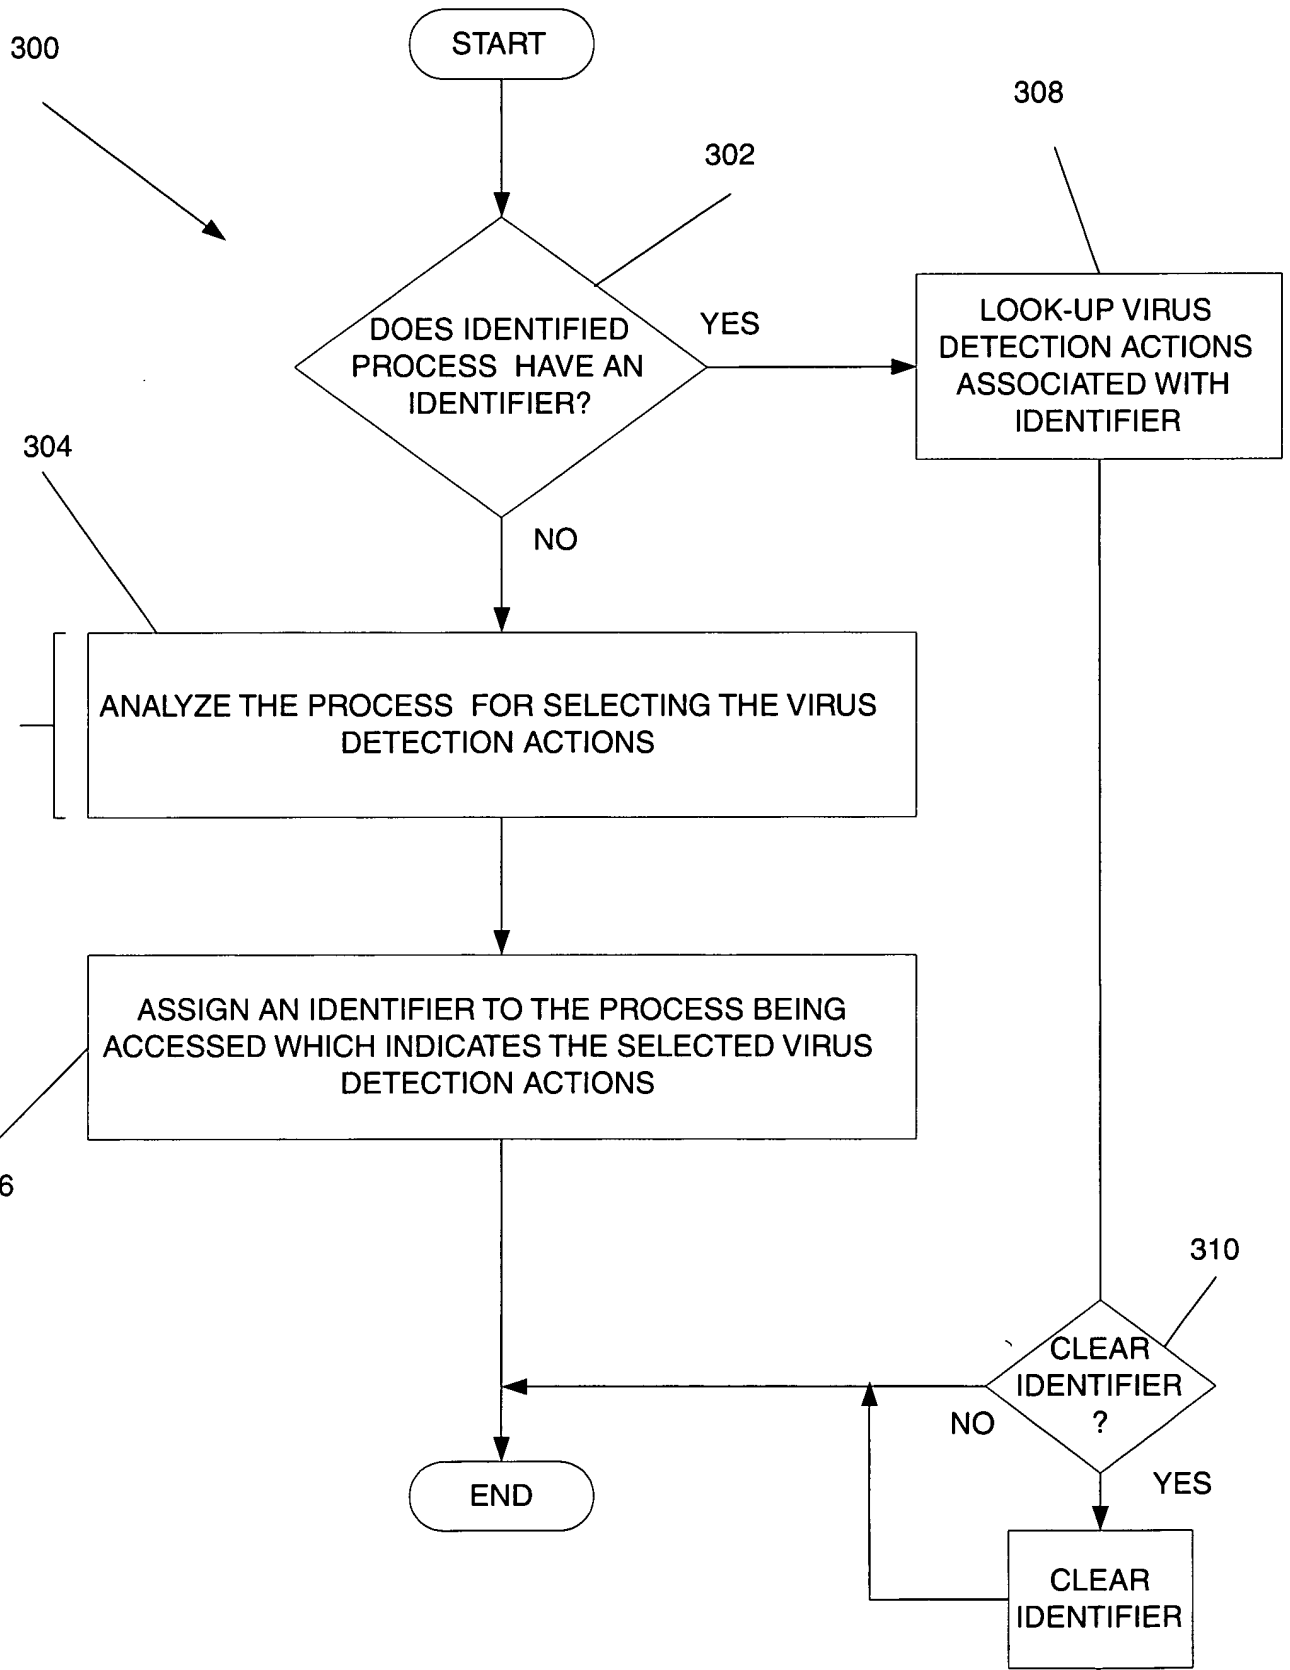 300
START
308
302
DOES IDENTIFIED
PROCESS HAVE AN
IDENTIFIER?
YES
LOOK-UP VIRUS
DETECTION ACTIONS
ASSOCIATED WITH
IDENTIFIER
304
NO
ANALYZE THE PROCESS FOR SELECTING THE VIRUS
DETECTION ACTIONS
ASSIGN AN IDENTIFIER TO THE PROCESS BEING
ACCESSED WHICH INDICATES THE SELECTED VIRUS
DETECTION ACTIONS
6
310
CLEAR
IDENTIFIER
?
NO
YES
END
CLEAR
IDENTIFIER